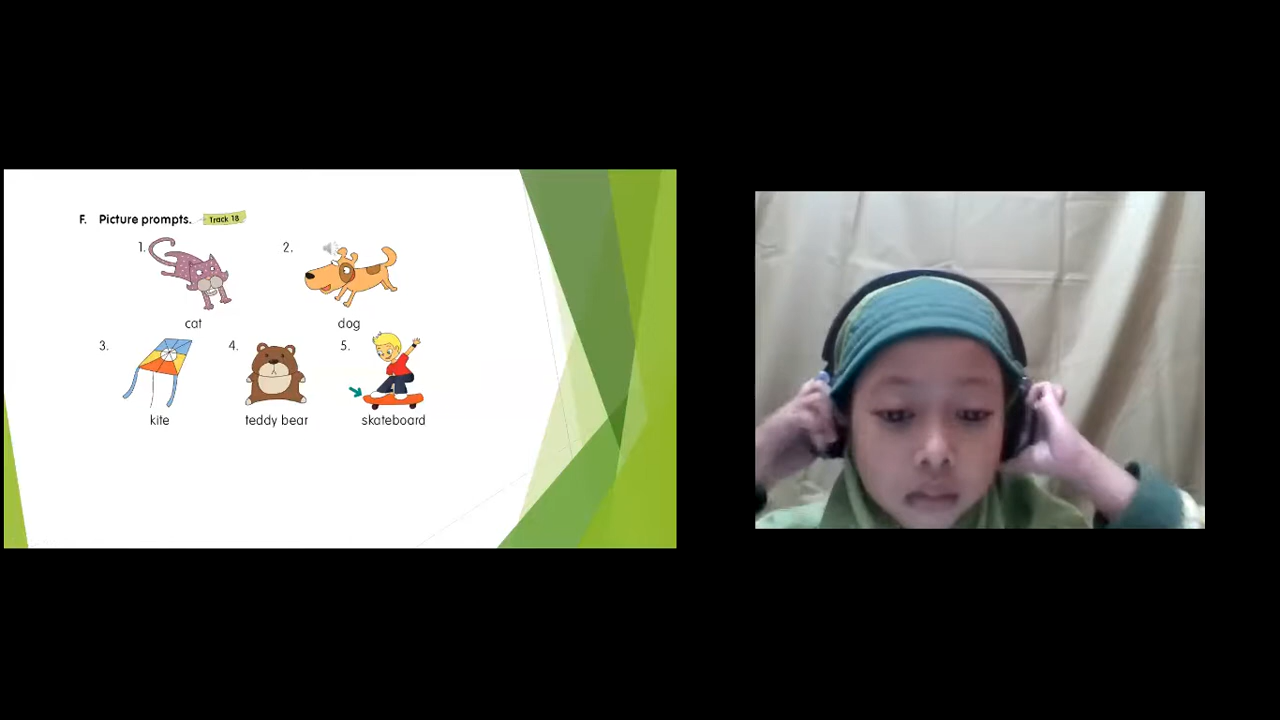 F. Picture prompts. Track 18
1. 2.
cat dog
3. 4. 5.
kite teddy bear skateboard